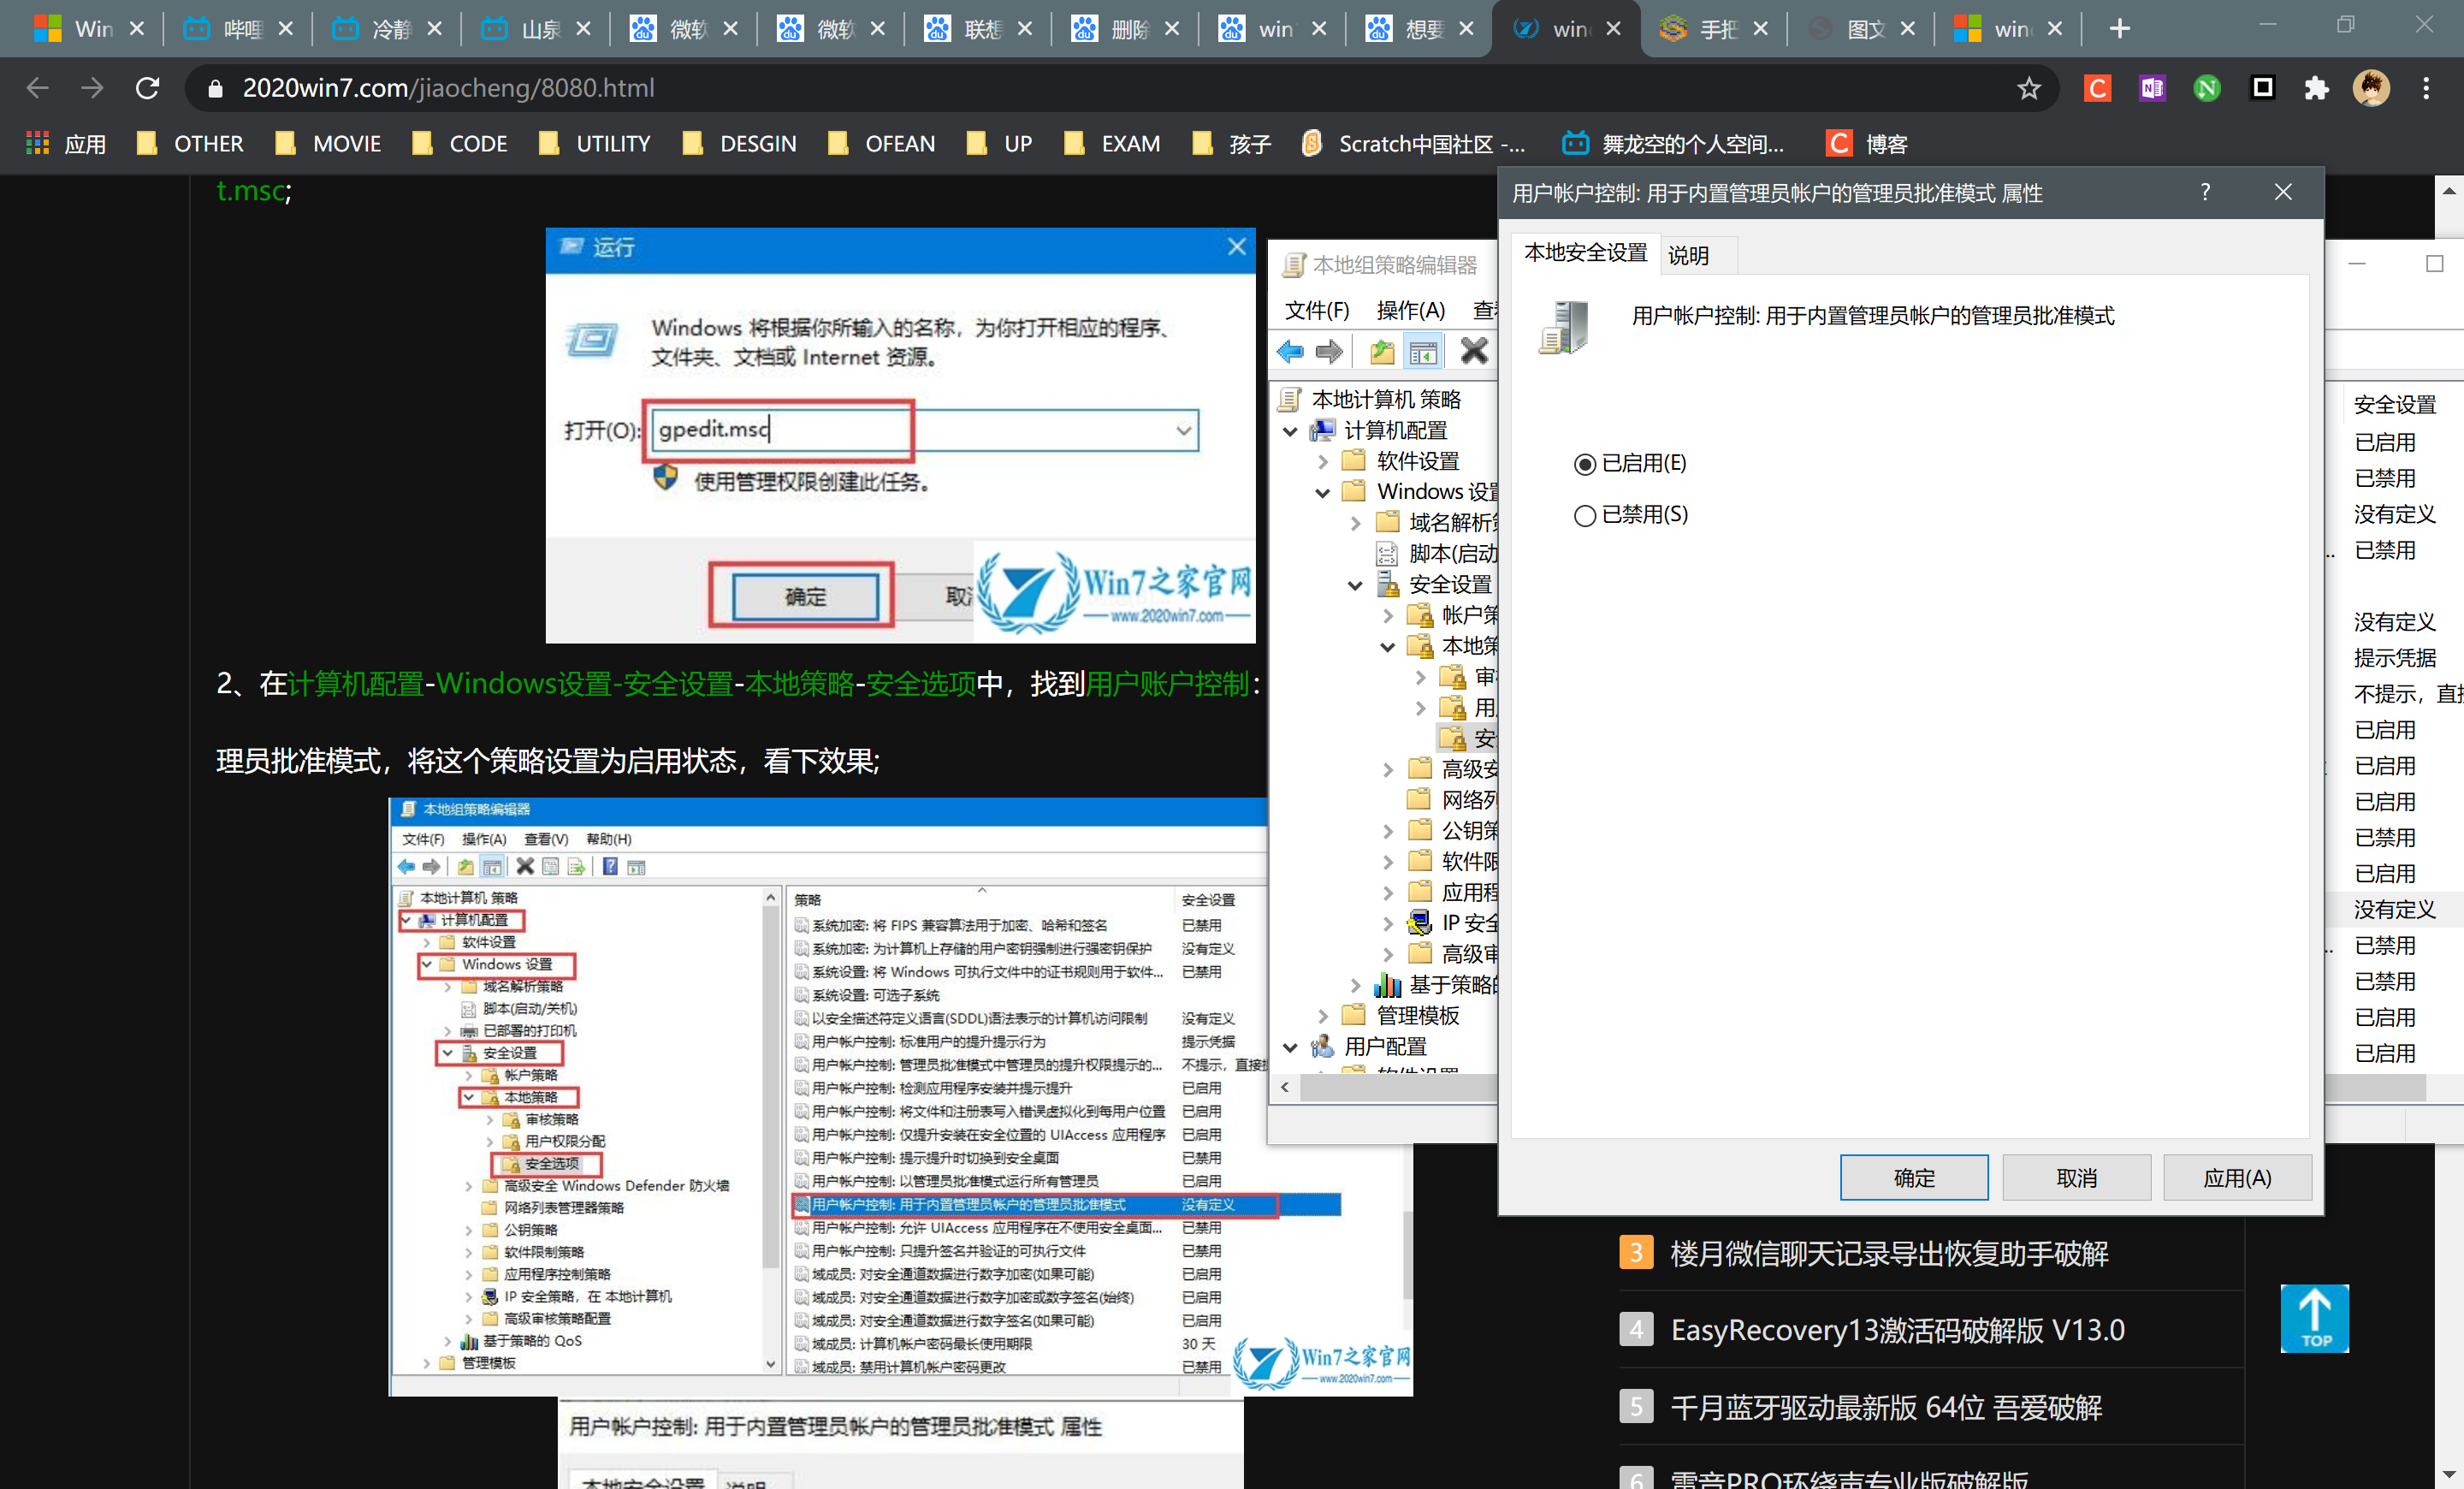 Win
哔哩
冷静
山泉
微软
微软
联想
删除
win
想要
win
手把
图文
win
2020win7.com/jiaocheng/8080.html
应用
OTHER
MOVIE
CODE
UTILITY
DESGIN
OFEAN
UP
EXAM
孩子
Scratch中国社区 -...
舞龙空的个人空间...
博客
t.msc;
运行
Windows 将根据你所输入的名称，为你打开相应的程序、
文件夹、文档或 Internet 资源。
打开(O):
gpedit.msc
使用管理权限创建此任务。
确定
Win7之家官网
www.2020win7.com
2、在计算机配置-Windows设置-安全设置-本地策略-安全选项中，找到用户账户控制：
理员批准模式，将这个策略设置为启用状态，看下效果;
本地组策略编辑器
文件(F) 操作(A) 查看(V) 帮助(H)
本地计算机 策略
计算机配置
软件设置
Windows 设置
域名解析策略
脚本(启动/关机)
已部署的打印机
安全设置
帐户策略
本地策略
审核策略
用户权限分配
安全选项
高级安全 Windows Defender 防火墙
网络列表管理器策略
公钥策略
软件限制策略
应用程序控制策略
IP 安全策略，在 本地计算机
高级审核策略配置
基于策略的 QoS
管理模板
策略 安全设置
系统加密: 将 FIPS 兼容算法用于加密、哈希和签名 已禁用
系统加密: 为计算机上存储的用户密钥强制进行强密钥保护 没有定义
系统设置: 将 Windows 可执行文件中的证书规则用于软件... 已禁用
系统设置: 可选子系统
以安全描述符定义语言(SDDL)语法表示的计算机访问限制 没有定义
用户帐户控制: 标准用户的提升提示行为 提示凭据
用户帐户控制: 管理员批准模式中管理员的提升权限提示的... 不提示，直接
用户帐户控制: 检测应用程序安装并提示提升 已启用
用户帐户控制: 将文件和注册表写入错误虚拟化到每用户位置 已启用
用户帐户控制: 仅提升安装在安全位置的 UIAccess 应用程序 已启用
用户帐户控制: 提示提升时切换到安全桌面 已禁用
用户帐户控制: 以管理员批准模式运行所有管理员 已启用
用户帐户控制: 用于内置管理员帐户的管理员批准模式 没有定义
用户帐户控制: 允许 UIAccess 应用程序在不使用安全桌面... 已禁用
用户帐户控制: 只提升签名并验证的可执行文件 已禁用
域成员: 对安全通道数据进行数字加密(如果可能) 已启用
域成员: 对安全通道数据进行数字加密或数字签名(始终) 已启用
域成员: 对安全通道数据进行数字签名(如果可能) 已启用
域成员: 计算机帐户密码最长使用期限 30 天
域成员: 禁用计算机帐户密码更改 已禁用
Win7之家官网
www.2020win7.com
用户帐户控制: 用于内置管理员帐户的管理员批准模式 属性
本地安全设置 说明
本地组策略编辑器
文件(F) 操作(A)
本地计算机 策略
计算机配置
软件设置
Windows 设置
域名解析
脚本(启动
安全设置
帐户策
本地策
审
用
安
高级安
网络列
公钥策
软件限
应用程
IP 安全
高级审
基于策略的
管理模板
用户配置
软件设置
用户帐户控制: 用于内置管理员帐户的管理员批准模式 属性
?
本地安全设置
说明
用户帐户控制: 用于内置管理员帐户的管理员批准模式
已启用(E)
已禁用(S)
确定
取消
应用(A)
安全设置
已启用
已禁用
没有定义
已禁用
没有定义
提示凭据
不提示，直接
已启用
已启用
已启用
已禁用
已启用
没有定义
已禁用
已禁用
已启用
已启用
3 楼月微信聊天记录导出恢复助手破解
4 EasyRecovery13激活码破解版 V13.0
5 千月蓝牙驱动最新版 64位 吾爱破解
6 雷音PRO环绕声专业版破解版
TOP